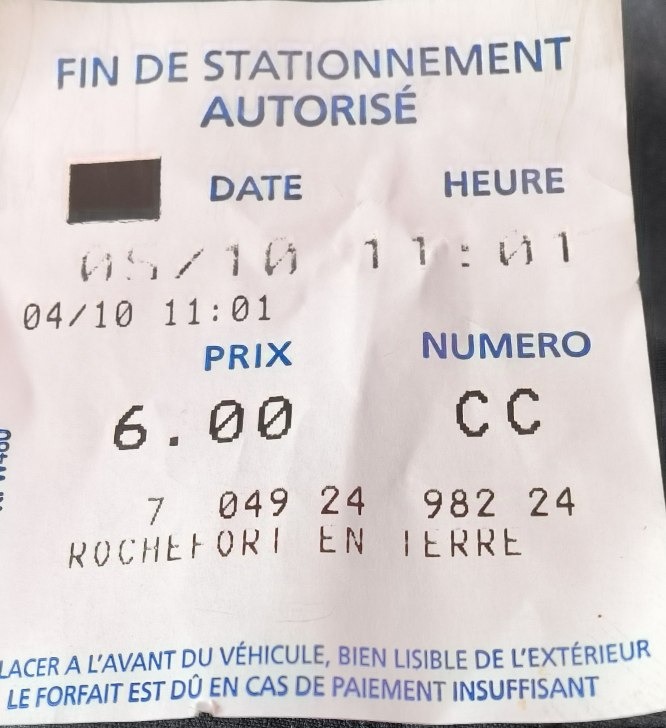 FIN DE STATIONNEMENT
AUTORISÉ
DATE HEURE
05/10 11:01
04/10 11:01
PRIX NUMERO
6.00 CC
7 049 24 982 24
ROCHEFORT EN TERRE
LACER A L'AVANT DU VÉHICULE, BIEN LISIBLE DE L'EXTÉRIEUR
LE FORFAIT EST DÛ EN CAS DE PAIEMENT INSUFFISANT